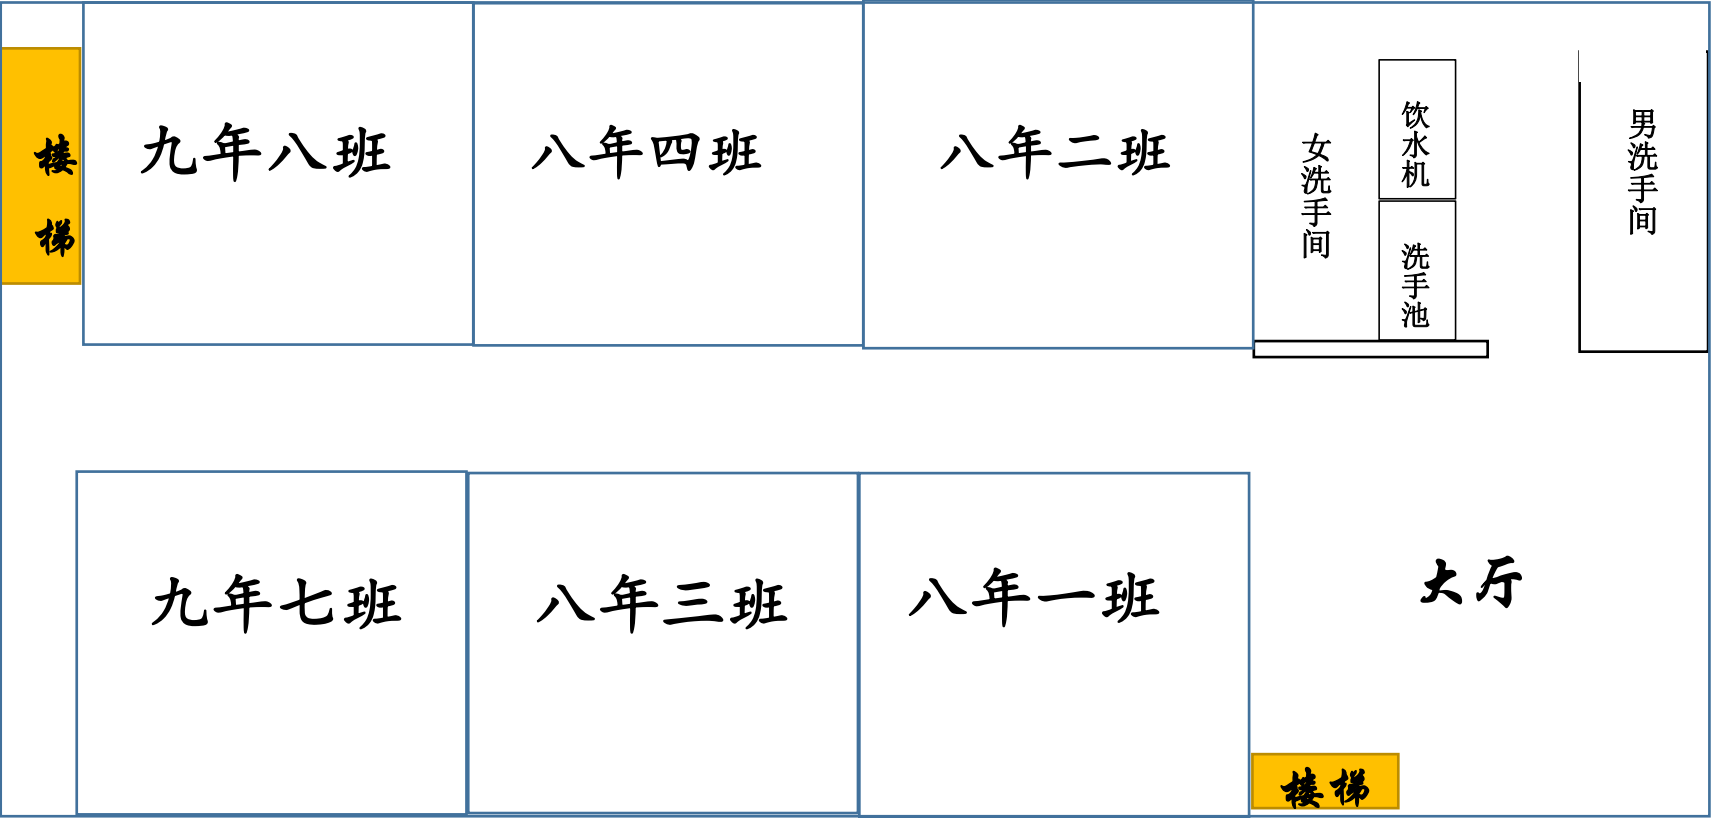 楼梯
九年八班
八年四班
八年二班
女洗手间
饮水机
洗手池
男洗手间
九年七班
八年三班
八年一班
大厅
楼梯